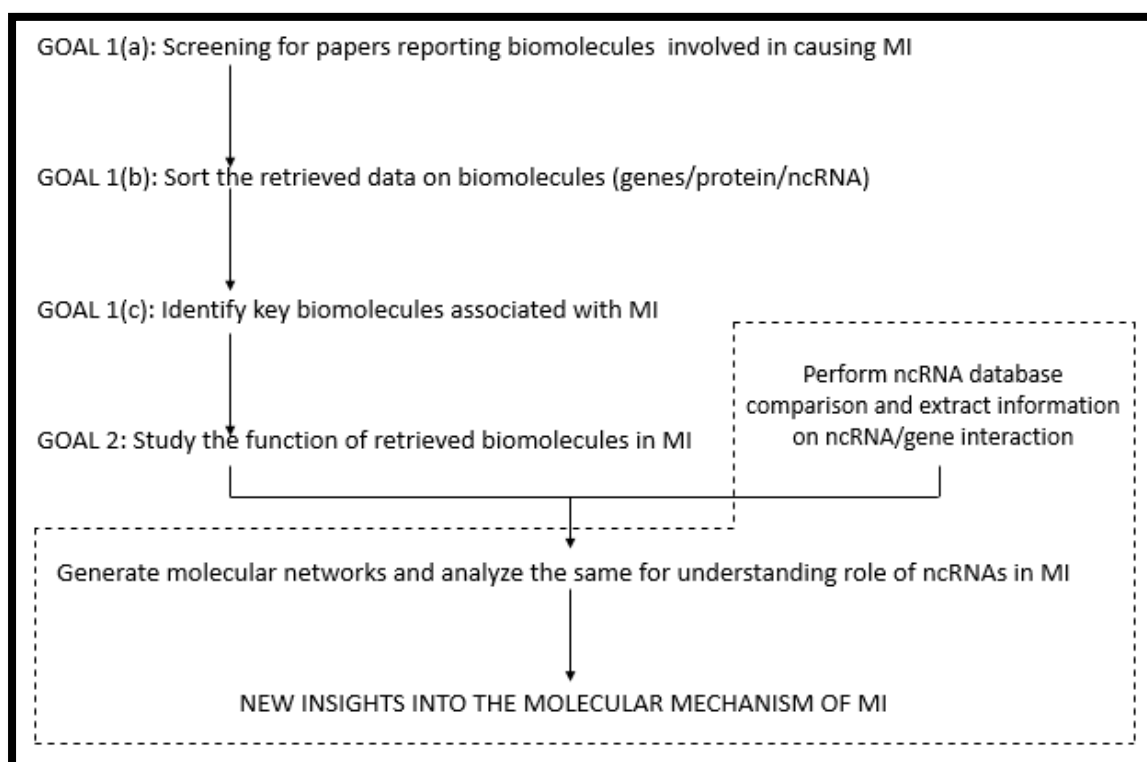 GOAL 1(a): Screening for papers reporting biomolecules involved in causing MI
GOAL 1(b): Sort the retrieved data on biomolecules (genes/protein/ncRNA)
GOAL 1(c): Identify key biomolecules associated with MI
Perform ncRNA database
comparison and extract information
on ncRNA/gene interaction
GOAL 2: Study the function of retrieved biomolecules in MI
Generate molecular networks and analyze the same for understanding role of ncRNAs in MI
NEW INSIGHTS INTO THE MOLECULAR MECHANISM OF MI